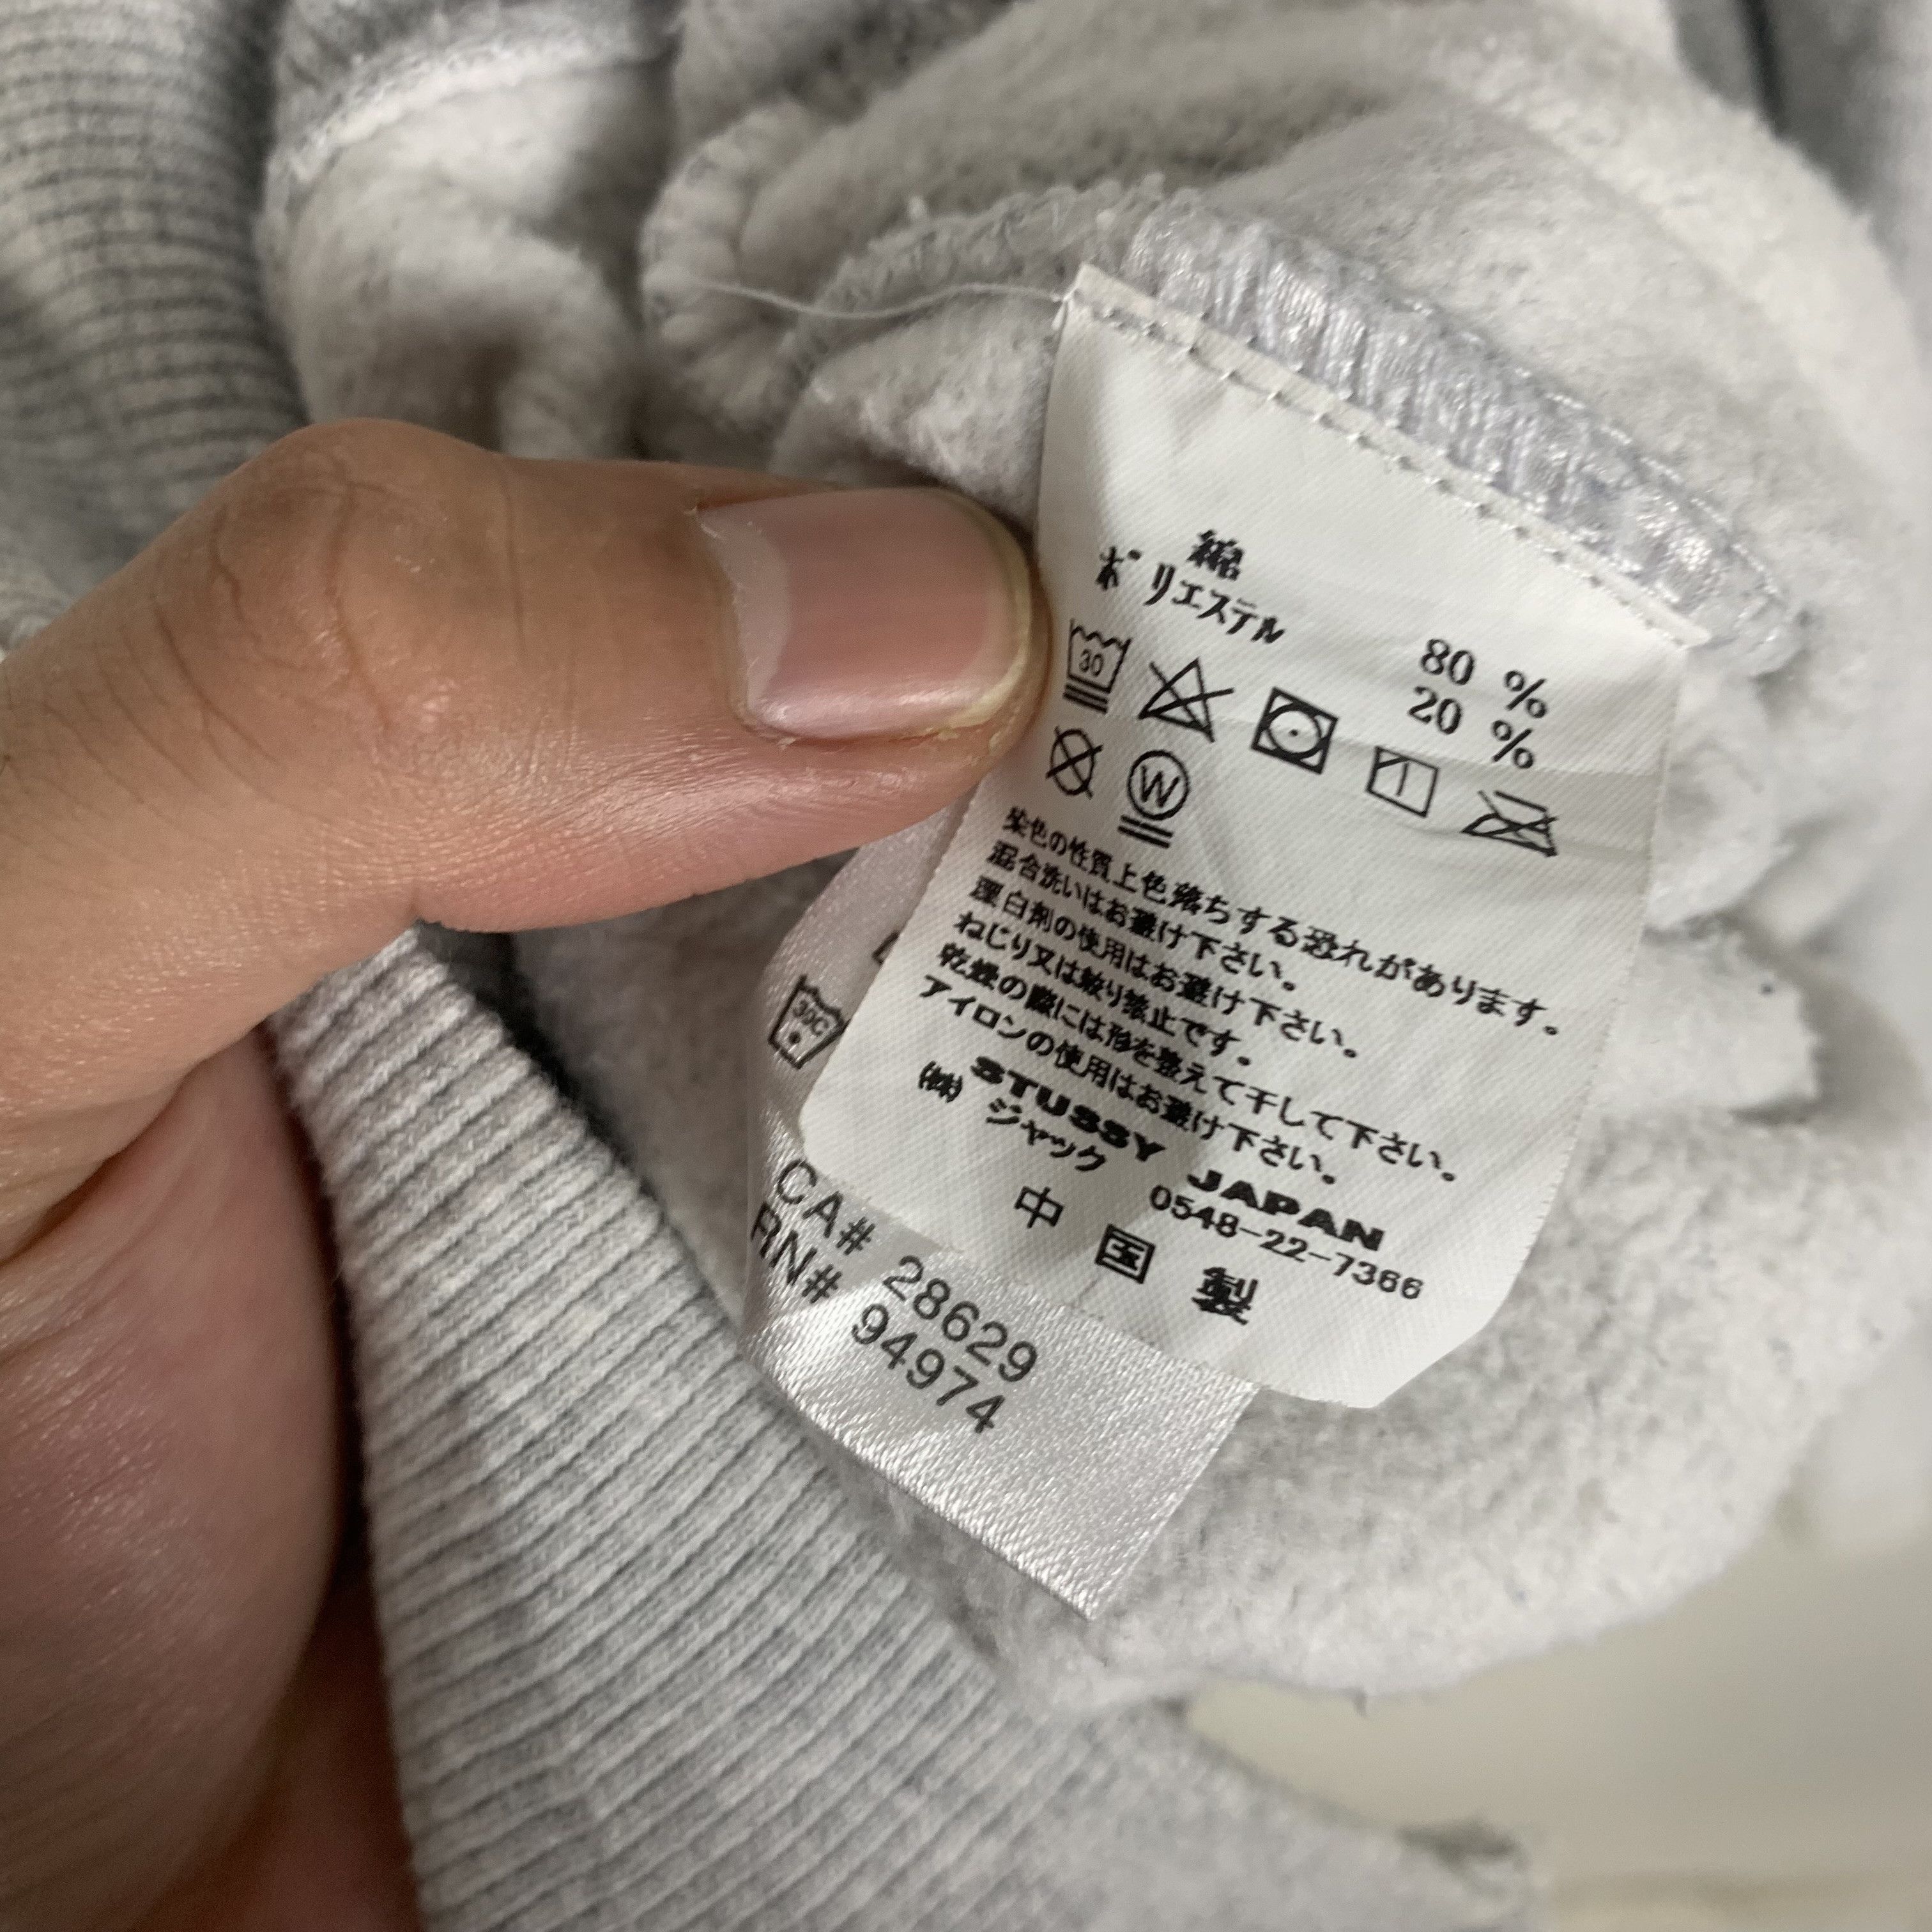 綿 80 %
ポリエステル 20 %
30
W
染色の性質上色落ちする恐れがあります。
混合洗いはお避け下さい。
漂白剤の使用はお避け下さい。
ねじり又は絞り禁止です。
乾燥の際には形を整えて干して下さい。
アイロンの使用はお避け下さい。
STUSSY JAPAN
(株) ジャック 0548-22-7366
中国製
30C
CA# 28629
RN# 94974